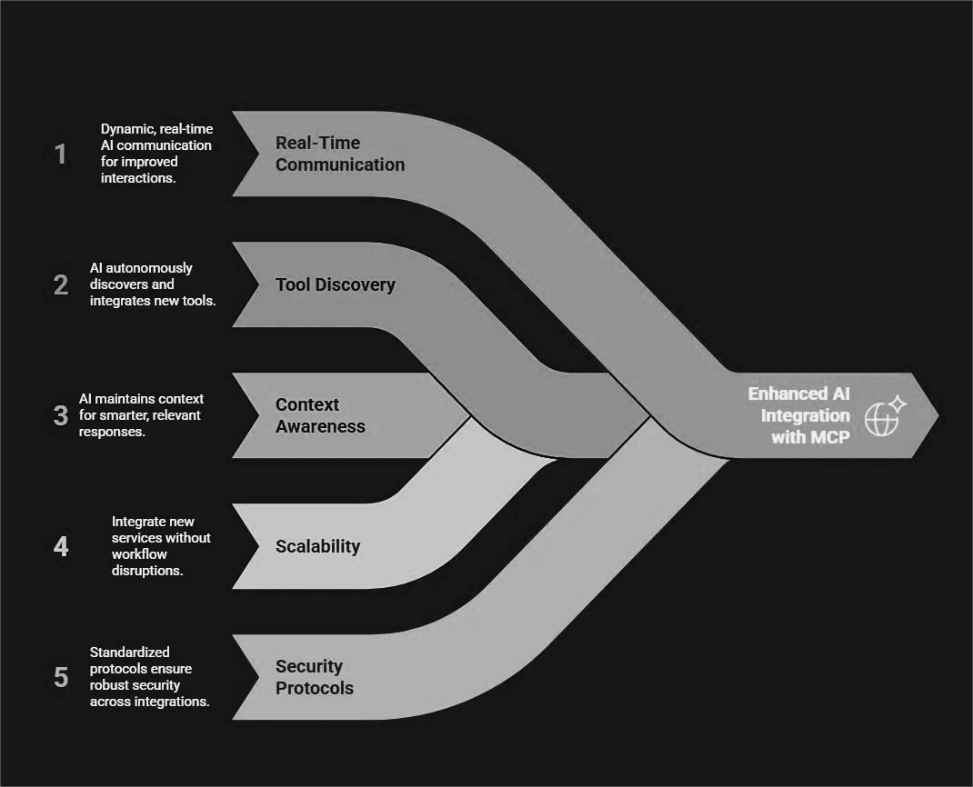 1
Dynamic, real-time
AI communication
for improved
interactions.
Real-Time
Communication
2
AI autonomously
discovers and
integrates new tools.
Tool Discovery
3
AI maintains context
for smarter, relevant
responses.
Context
Awareness
Enhanced AI
Integration
with MCP
4
Integrate new
services without
workflow
disruptions.
Scalability
5
Standardized
protocols ensure
robust security
across integrations.
Security
Protocols